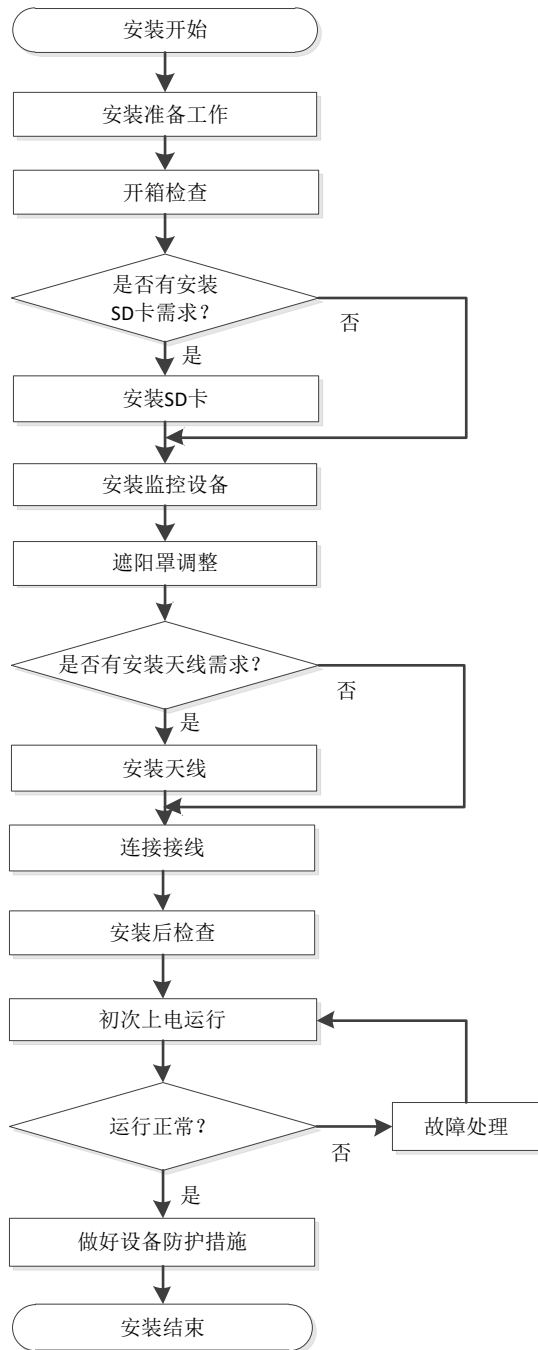 安装开始
安装准备工作
开箱检查
是否有安装
SD卡需求？
否
是
安装SD卡
安装监控设备
遮阳罩调整
是否有安装天线需求？
否
是
安装天线
连接接线
安装后检查
初次上电运行
运行正常？
否
故障处理
是
做好设备防护措施
安装结束